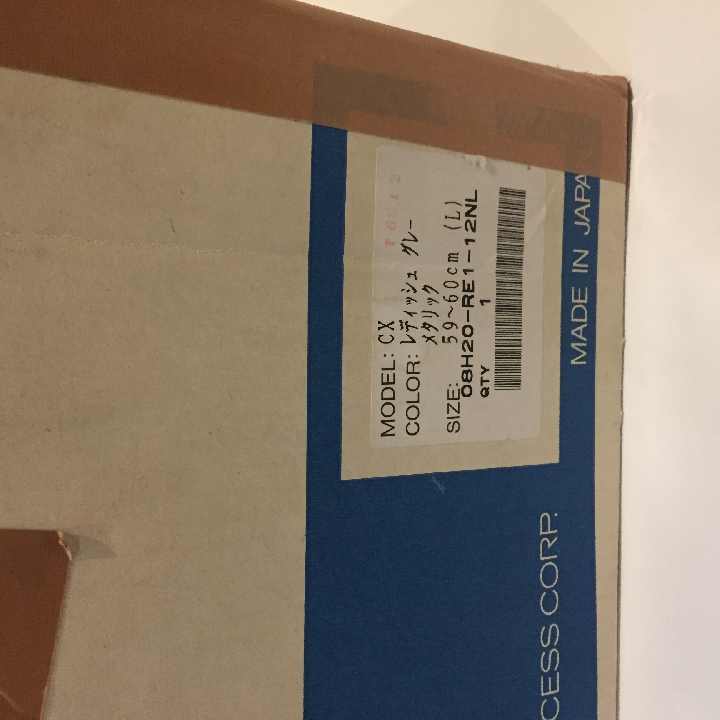 MODEL: CX
COLOR: レディッシュ グレー
メタリック
SIZE: 59~60cm (L)
08H20-RE1-12NL
QTY 1
MADE IN JAPA
CESS CORP.